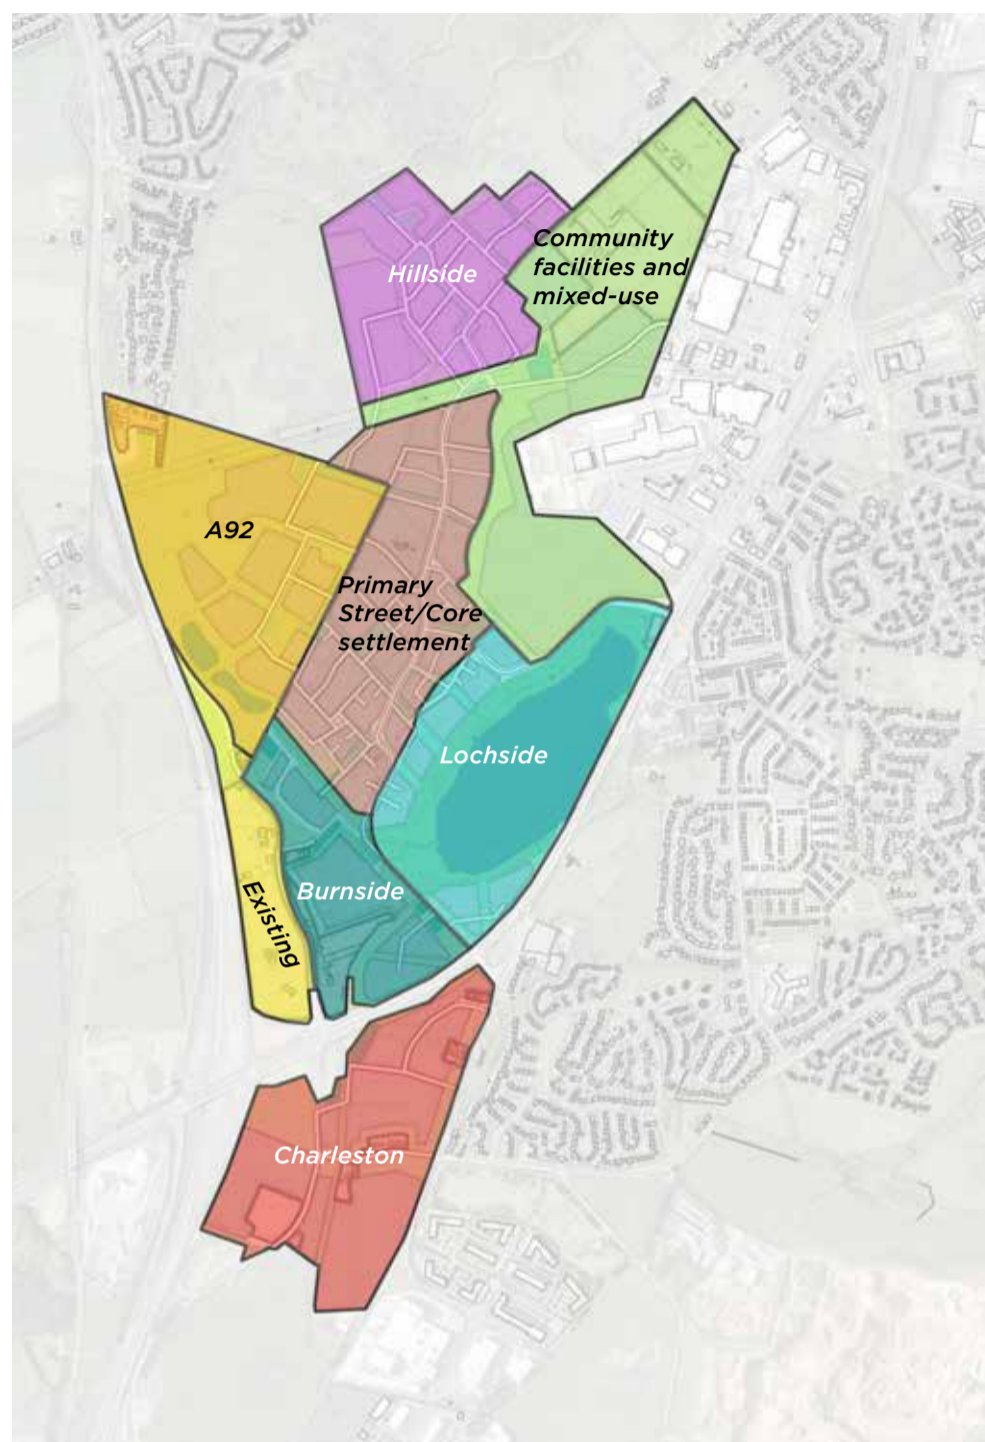 Hillside
Community
facilities and
mixed-use
A92
Primary
Street/Core
settlement
Lochside
Burnside
Existing
Charleston